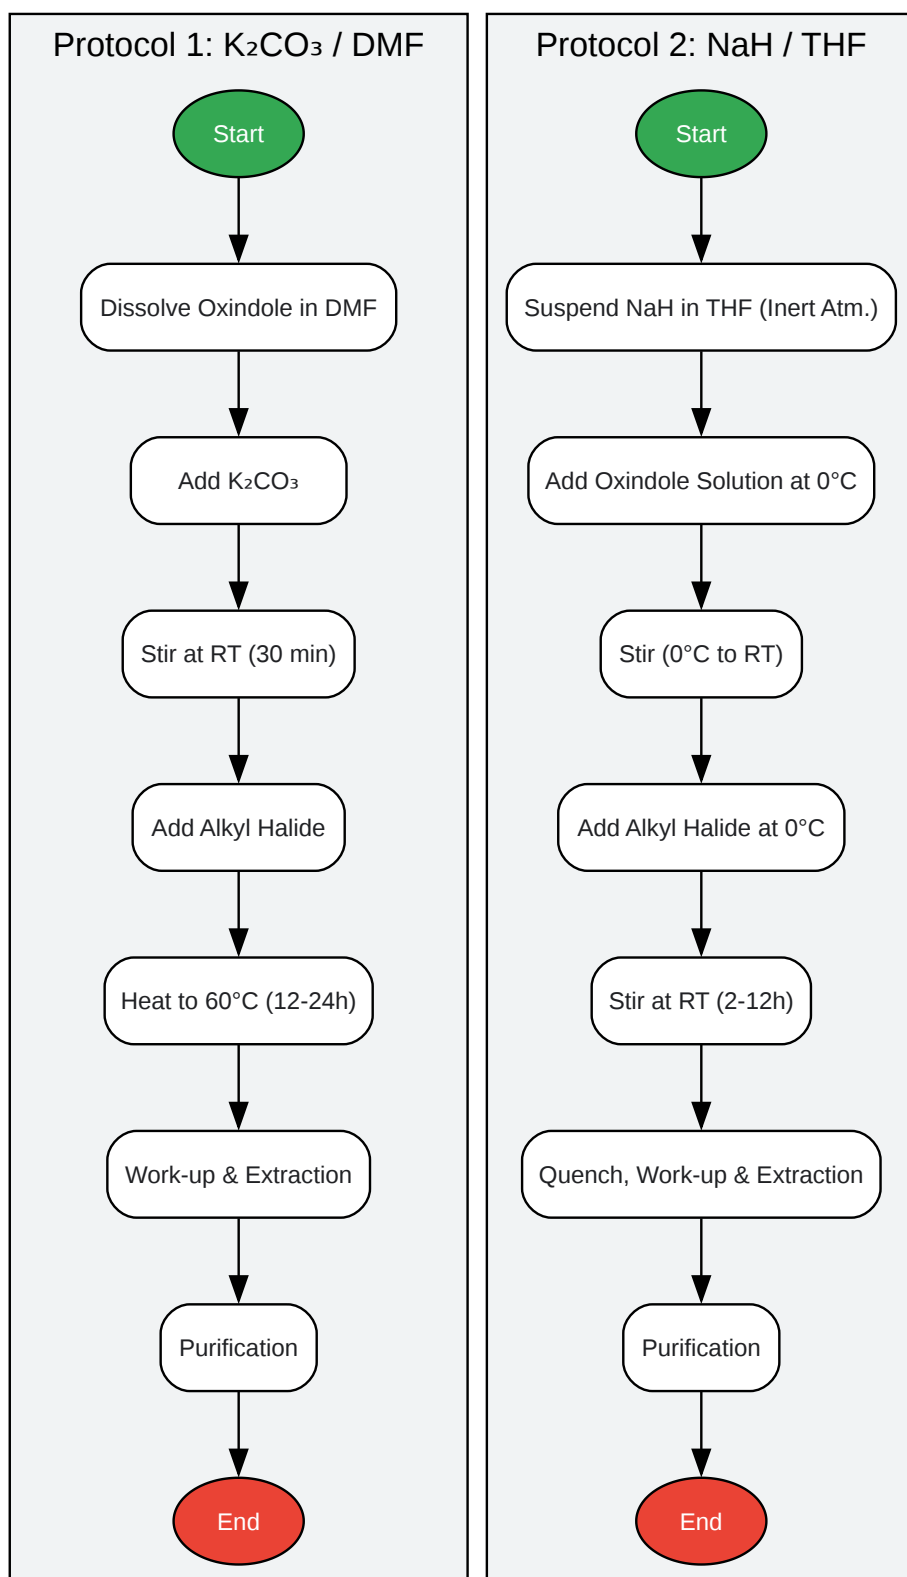 Protocol 1: K₂CO₃ / DMF
Start
Dissolve Oxindole in DMF
Add K₂CO₃
Stir at RT (30 min)
Add Alkyl Halide
Heat to 60°C (12-24h)
Work-up & Extraction
Purification
End
Protocol 2: NaH / THF
Start
Suspend NaH in THF (Inert Atm.)
Add Oxindole Solution at 0°C
Stir (0°C to RT)
Add Alkyl Halide at 0°C
Stir at RT (2-12h)
Quench, Work-up & Extraction
Purification
End